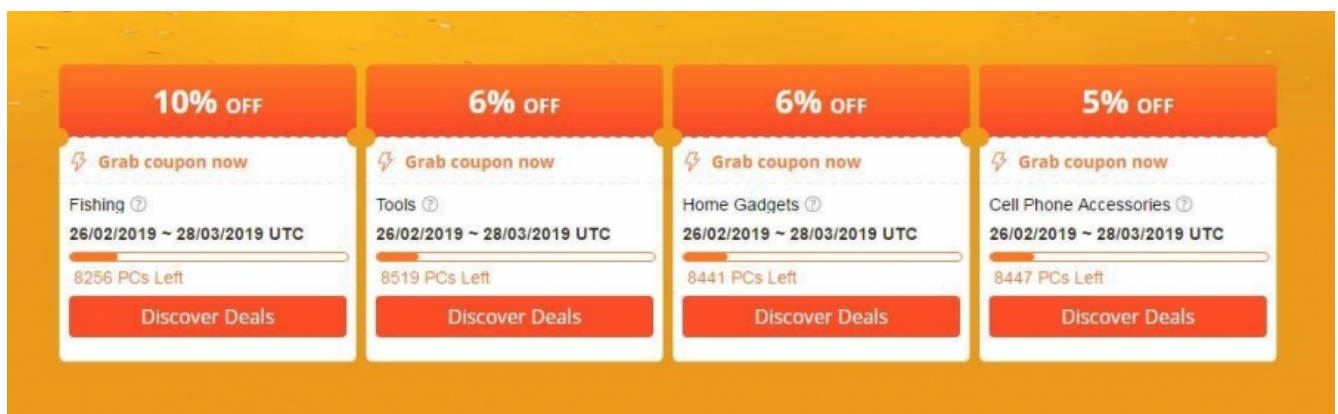 10% OFF
Grab coupon now
Fishing
26/02/2019 ~ 28/03/2019 UTC
8256 PCs Left
Discover Deals
6% OFF
Grab coupon now
Tools
26/02/2019 ~ 28/03/2019 UTC
8519 PCs Left
Discover Deals
6% OFF
Grab coupon now
Home Gadgets
26/02/2019 ~ 28/03/2019 UTC
8441 PCs Left
Discover Deals
5% OFF
Grab coupon now
Cell Phone Accessories
26/02/2019 ~ 28/03/2019 UTC
8447 PCs Left
Discover Deals